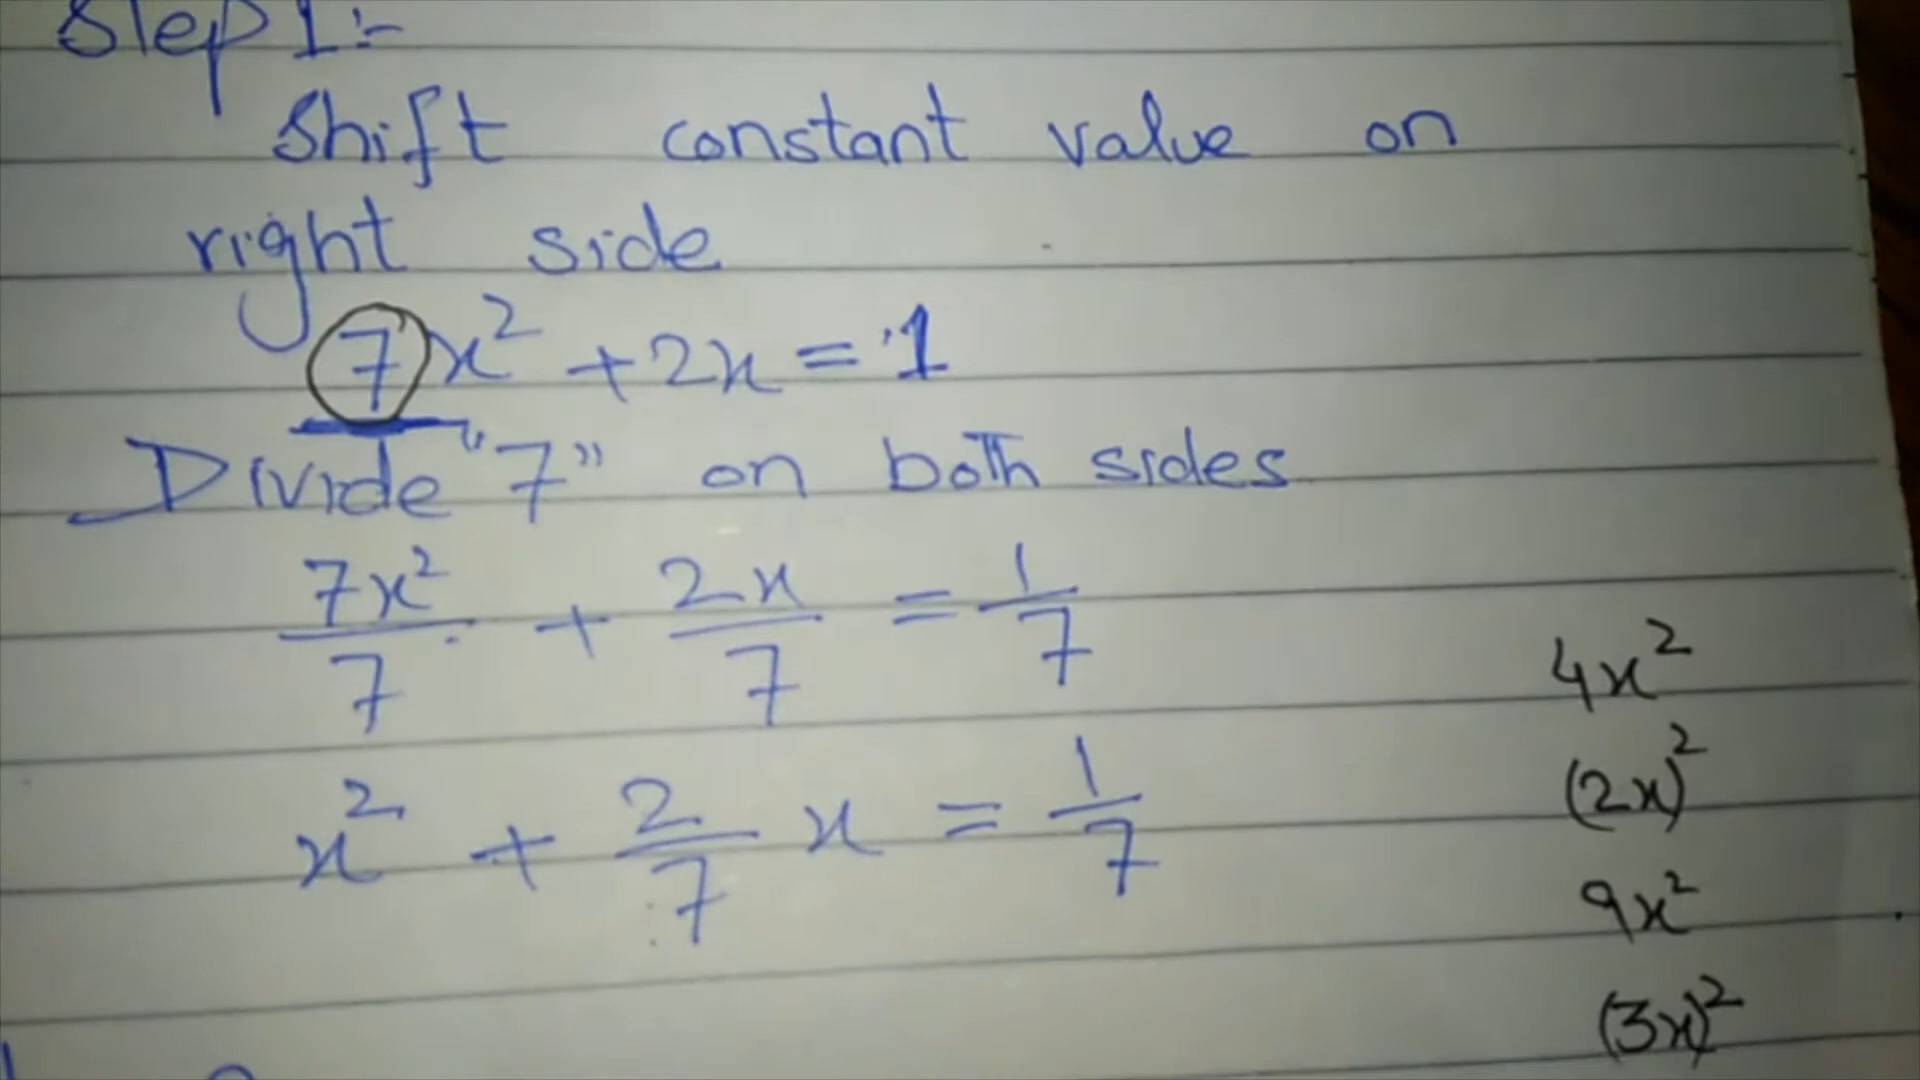 Step 1:-
Shift constant value on
right side
7x² + 2x = 1
Divide "7" on both sides
7x²/7 + 2x/7 = 1/7
x² + 2/7 x = 1/7
4x²
(2x)²
9x²
(3x)²